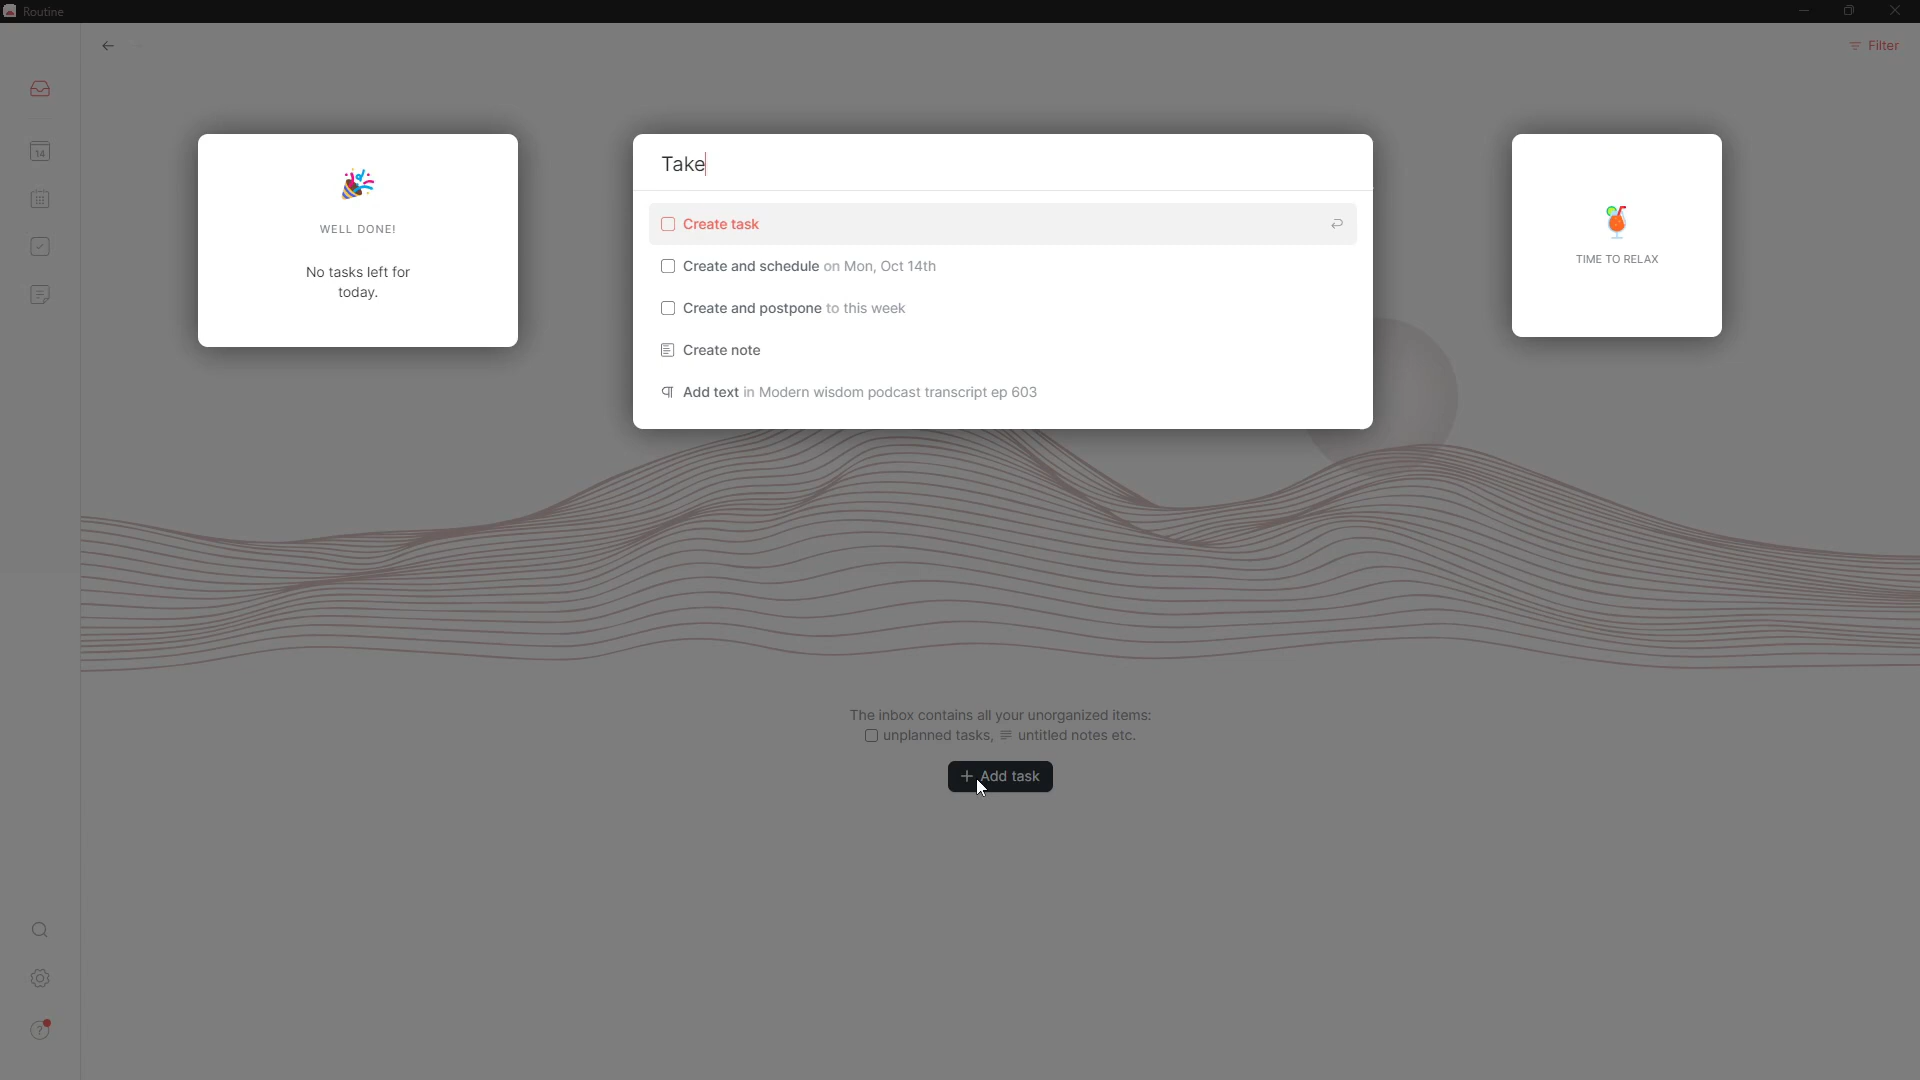 Routine
Filter
14
WELL DONE!
No tasks left for
today.
Take
Create task
Create and schedule on Mon, Oct 14th
Create and postpone to this week
Create note
Add text in Modern wisdom podcast transcript ep 603
TIME TO RELAX
The inbox contains all your unorganized items:
unplanned tasks, untitled notes etc.
+ Add task
?